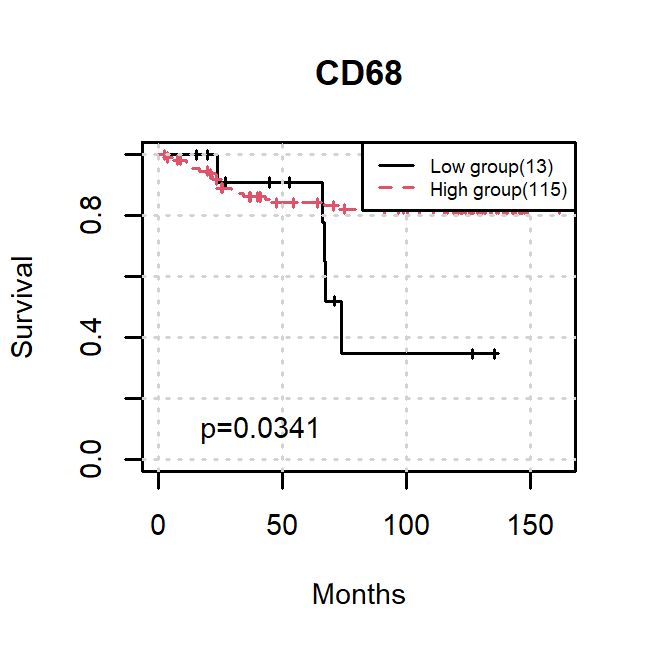 CD68
Low group(13)
High group(115)
Survival
0.8
0.4
0.0
p=0.0341
0 50 100 150
Months